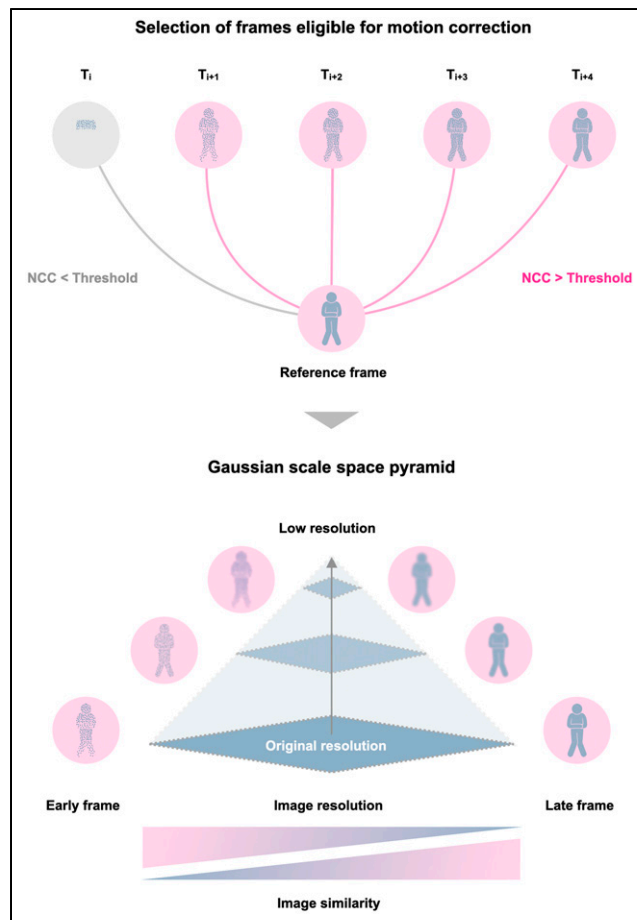 Selection of frames eligible for motion correction
Ti Ti+1 Ti+2 Ti+3 Ti+4
NCC < Threshold NCC > Threshold
Reference frame
Gaussian scale space pyramid
Low resolution
Original resolution
Early frame Image resolution Late frame
Image similarity